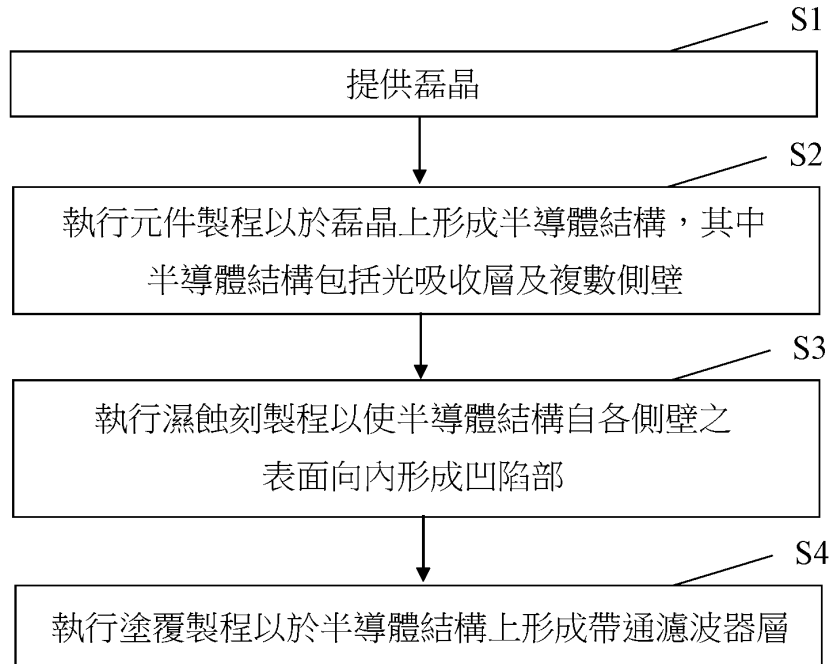 S1
提供磊晶
S2
執行元件製程以於磊晶上形成半導體結構，其中
半導體結構包括光吸收層及複數側壁
S3
執行濕蝕刻製程以使半導體結構自各側壁之
表面向內形成凹陷部
S4
執行塗覆製程以於半導體結構上形成帶通濾波器層